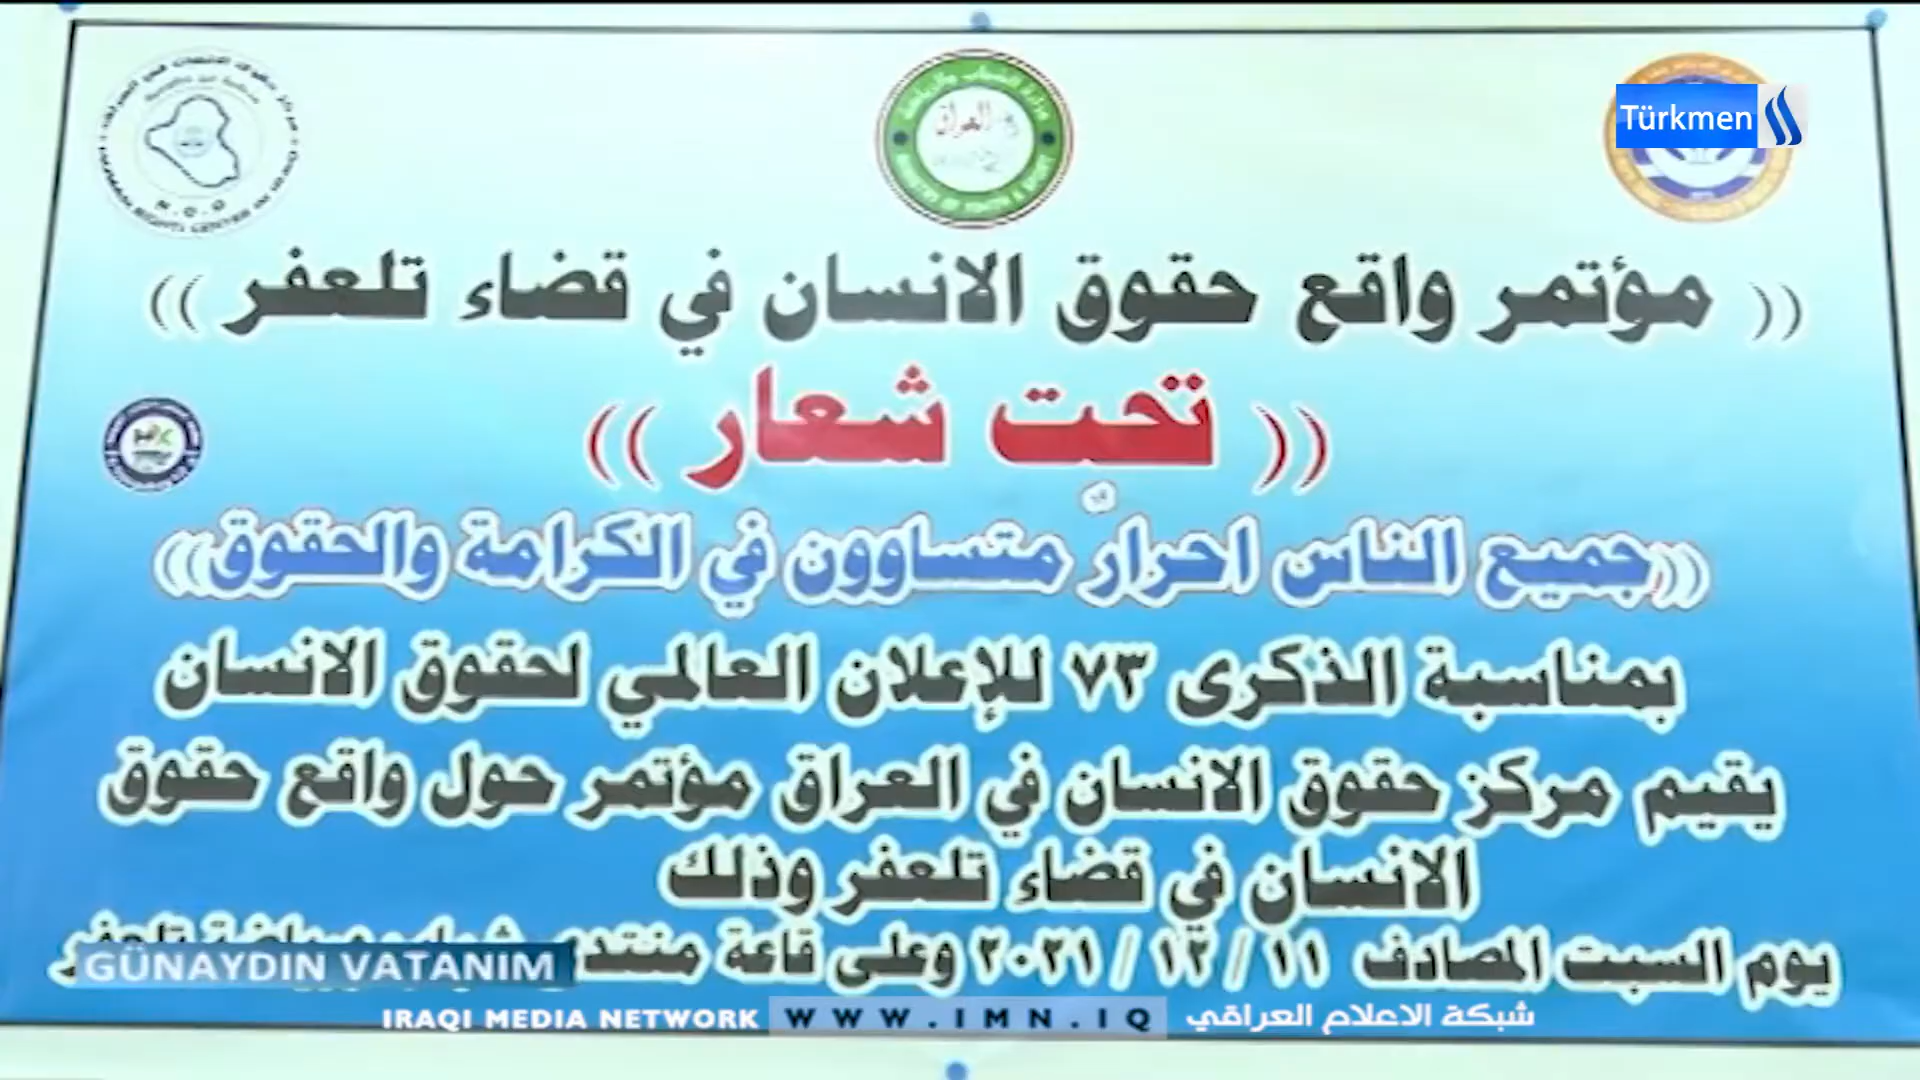 Türkmen
العراق
N.G.O
(( مؤتمر واقع حقوق الانسان في قضاء تلعفر ))
(( تحت شعار ))
((جميع الناس احرارٌ متساوون في الكرامة والحقوق))
بمناسبة الذكرى ٧٣ للإعلان العالمي لحقوق الانسان
يقيم مركز حقوق الانسان في العراق مؤتمر حول واقع حقوق
الانسان في قضاء تلعفر وذلك
يوم السبت المصادف ١١ / ١٢ / ٢٠٢١ وعلى قاعة منتدى
GÜNAYDIN VATANIM
IRAQI MEDIA NETWORK WWW.IMN.IQ شبكة الاعلام العراقي